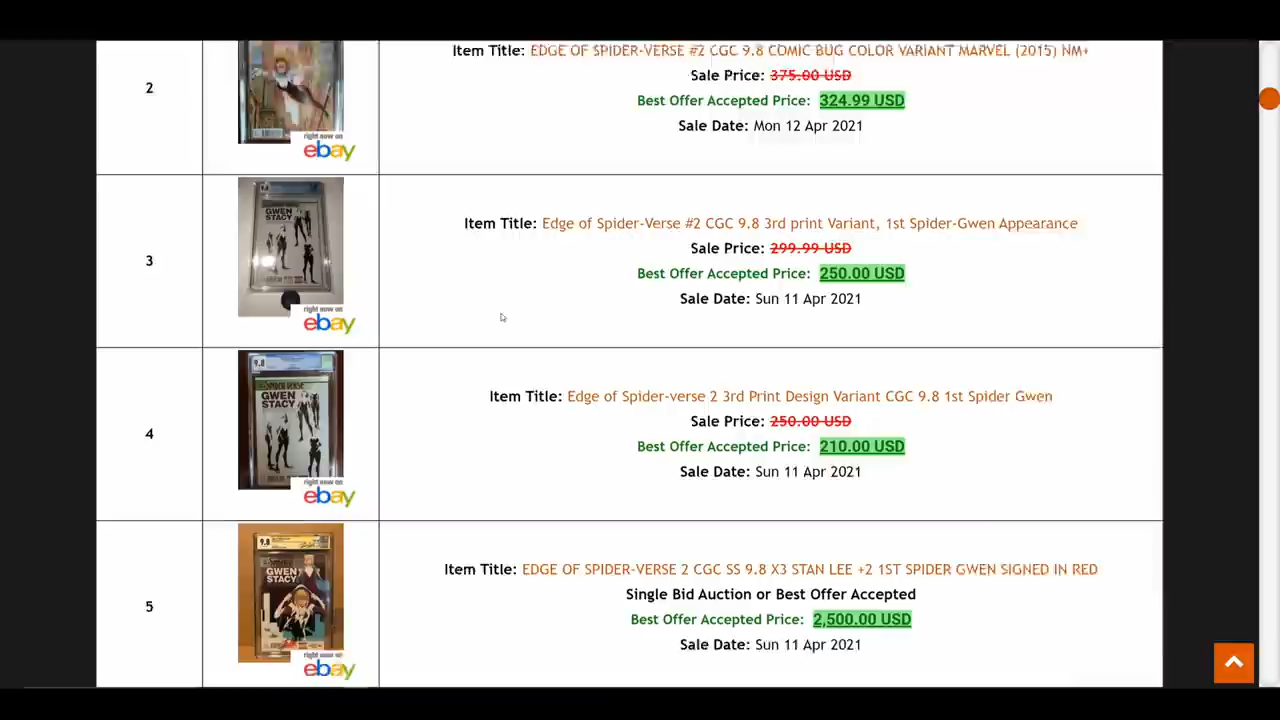 2
Item Title: EDGE OF SPIDER-VERSE #2 CGC 9.8 COMIC BUG COLOR VARIANT MARVEL (2015) NM+
Sale Price: 375.00 USD
Best Offer Accepted Price: 324.99 USD
Sale Date: Mon 12 Apr 2021
right now on
ebay
3
9.8
GWEN
STACY
Item Title: Edge of Spider-Verse #2 CGC 9.8 3rd print Variant, 1st Spider-Gwen Appearance
Sale Price: 299.99 USD
Best Offer Accepted Price: 250.00 USD
Sale Date: Sun 11 Apr 2021
right now on
ebay
4
9.8
SPIDER-VERSE
GWEN
STACY
Item Title: Edge of Spider-verse 2 3rd Print Design Variant CGC 9.8 1st Spider Gwen
Sale Price: 250.00 USD
Best Offer Accepted Price: 210.00 USD
Sale Date: Sun 11 Apr 2021
right now on
ebay
5
9.8
GWEN
STACY
Item Title: EDGE OF SPIDER-VERSE 2 CGC SS 9.8 X3 STAN LEE +2 1ST SPIDER GWEN SIGNED IN RED
Single Bid Auction or Best Offer Accepted
Best Offer Accepted Price: 2,500.00 USD
Sale Date: Sun 11 Apr 2021
right now on
ebay